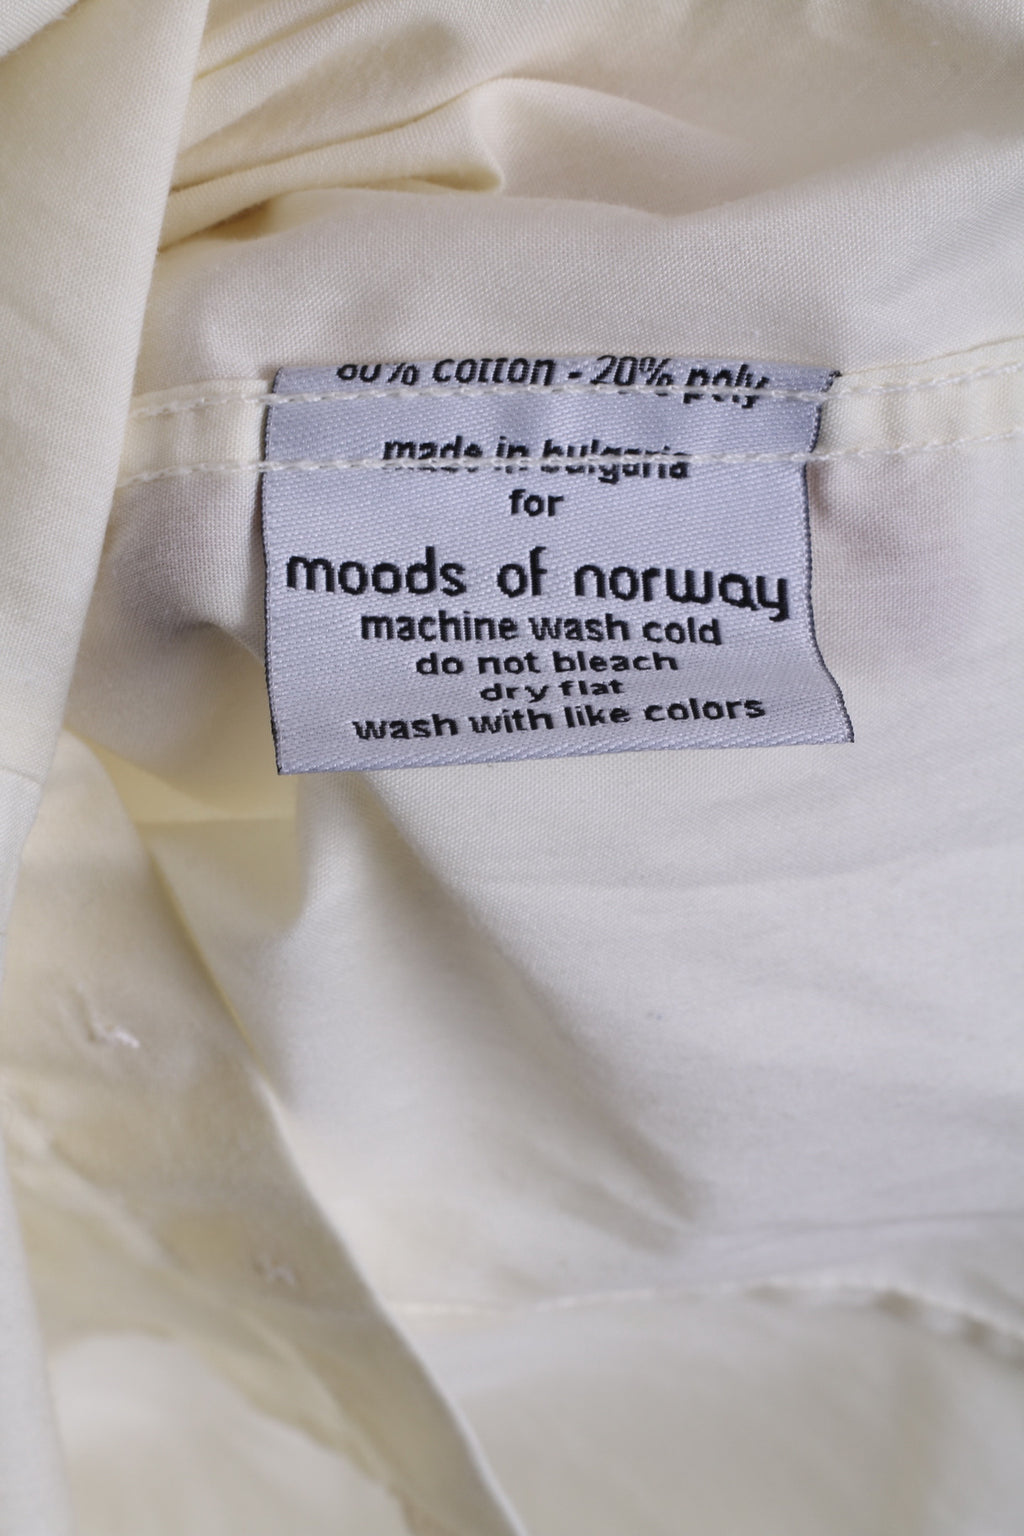 80% cotton - 20% poly
made in bulgaria
for
moods of norway
machine wash cold
do not bleach
dry flat
wash with like colors